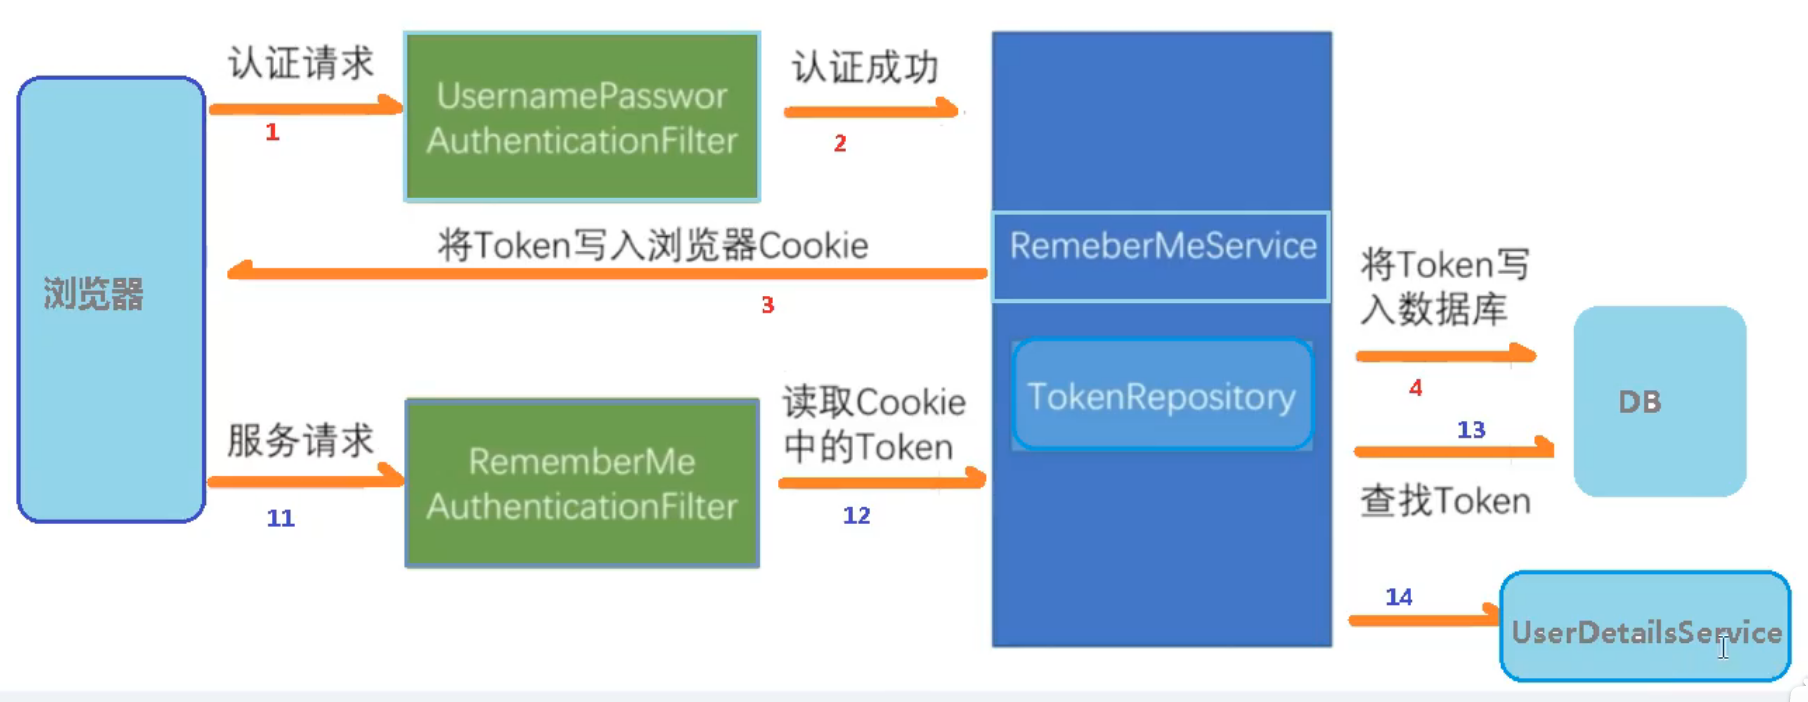 认证请求
1
UsernamePasswor
AuthenticationFilter
认证成功
2
将Token写入浏览器Cookie
3
浏览器
RemeberMeService
将Token写
入数据库
4
TokenRepository
DB
13
查找Token
服务请求
11
RememberMe
AuthenticationFilter
读取Cookie
中的Token
12
14
UserDetailsService